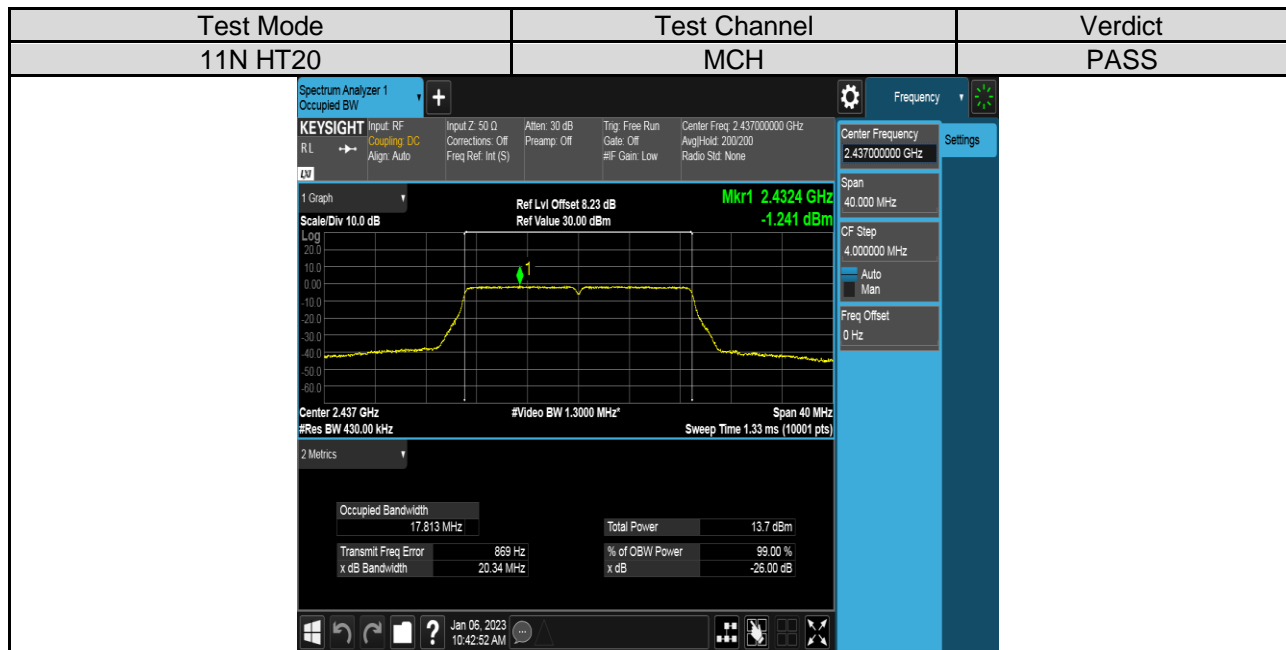 Test Mode Test Channel Verdict
11N HT20 MCH PASS
Spectrum Analyzer 1
Occupied BW
+
Frequency
KEYSIGHT
RL
LXI
Input: RF
Coupling: DC
Align: Auto
Input Z: 50 Ω
Corrections: Off
Freq Ref: Int (S)
Atten: 30 dB
Preamp: Off
Trig: Free Run
Gate: Off
#IF Gain: Low
Center Freq: 2.437000000 GHz
Avg|Hold: 200/200
Radio Std: None
Center Frequency
2.437000000 GHz
Settings
Span
40.000 MHz
CF Step
4.000000 MHz
Auto
Man
Freq Offset
0 Hz
1 Graph
Scale/Div 10.0 dB
Ref Lvl Offset 8.23 dB
Ref Value 30.00 dBm
Mkr1 2.4324 GHz
-1.241 dBm
Log
20.0
10.0
0.00
-10.0
-20.0
-30.0
-40.0
-50.0
-60.0
1
Center 2.437 GHz
#Video BW 1.3000 MHz*
Span 40 MHz
#Res BW 430.00 kHz
Sweep Time 1.33 ms (10001 pts)
2 Metrics
Occupied Bandwidth
17.813 MHz
Total Power 13.7 dBm
Transmit Freq Error 869 Hz
% of OBW Power 99.00 %
x dB Bandwidth 20.34 MHz
x dB -26.00 dB
?
Jan 06, 2023
10:42:52 AM